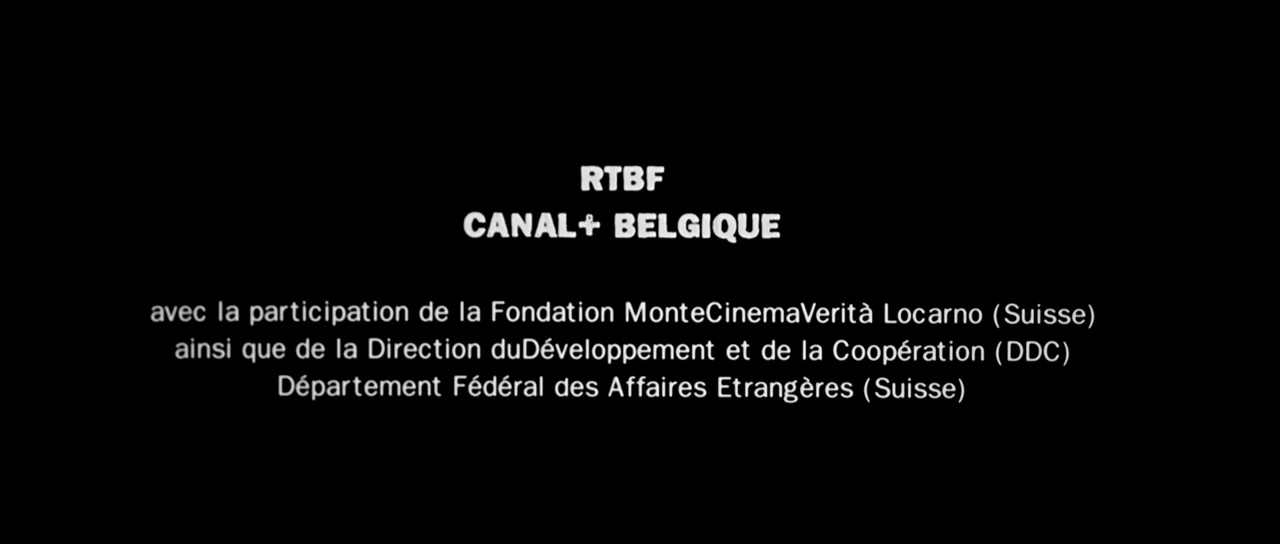 RTBF
CANAL+ BELGIQUE
avec la participation de la Fondation MonteCinemaVerità Locarno (Suisse)
ainsi que de la Direction duDéveloppement et de la Coopération (DDC)
Département Fédéral des Affaires Etrangères (Suisse)